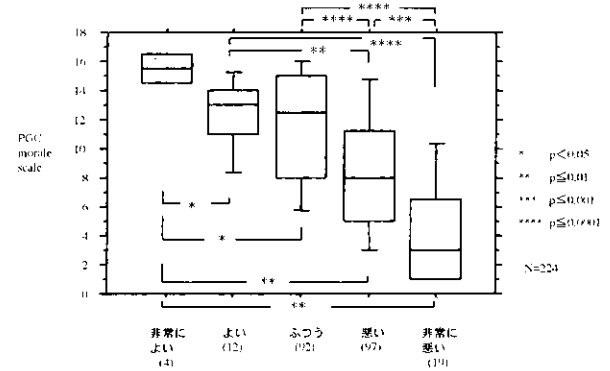 ****
**** ***
****
**
18
16
14
12
10
8
6
4
2
0
PGC
morale
scale
* p<0.05
** p≦0.01
*** p≦0.001
**** p≦0.0001
N=224
*
*
**
**
非常に
よい
(4)
よい
(12)
ふつう
(92)
悪い
(97)
非常に
悪い
(19)